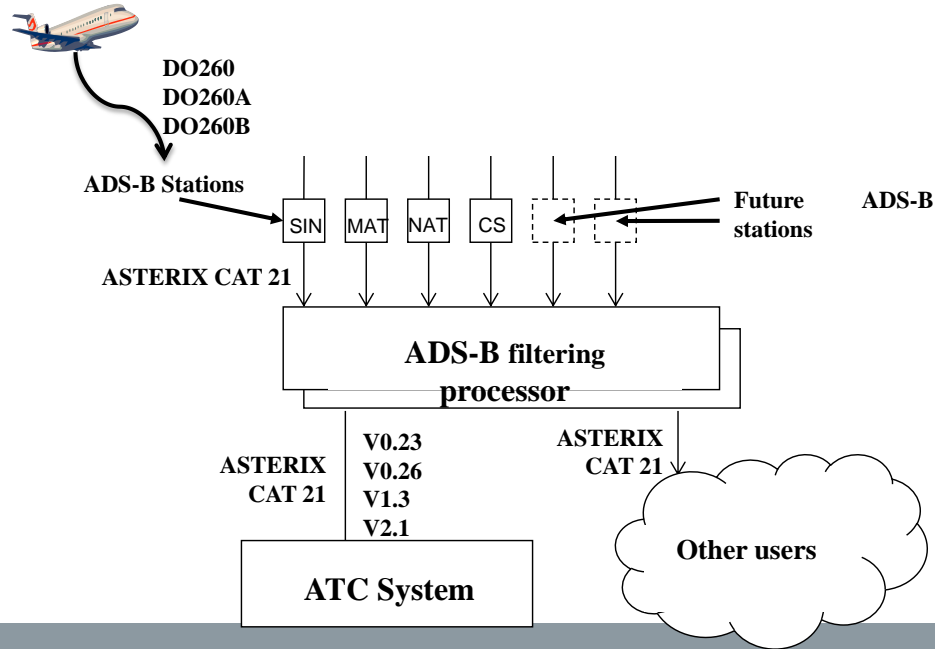 DO260
DO260A
DO260B
ADS-B Stations
SIN
MAT
NAT
CS
Future ADS-B
stations
ASTERIX CAT 21
ADS-B filtering
processor
ASTERIX
CAT 21
V0.23
V0.26
V1.3
V2.1
ASTERIX
CAT 21
Other users
ATC System